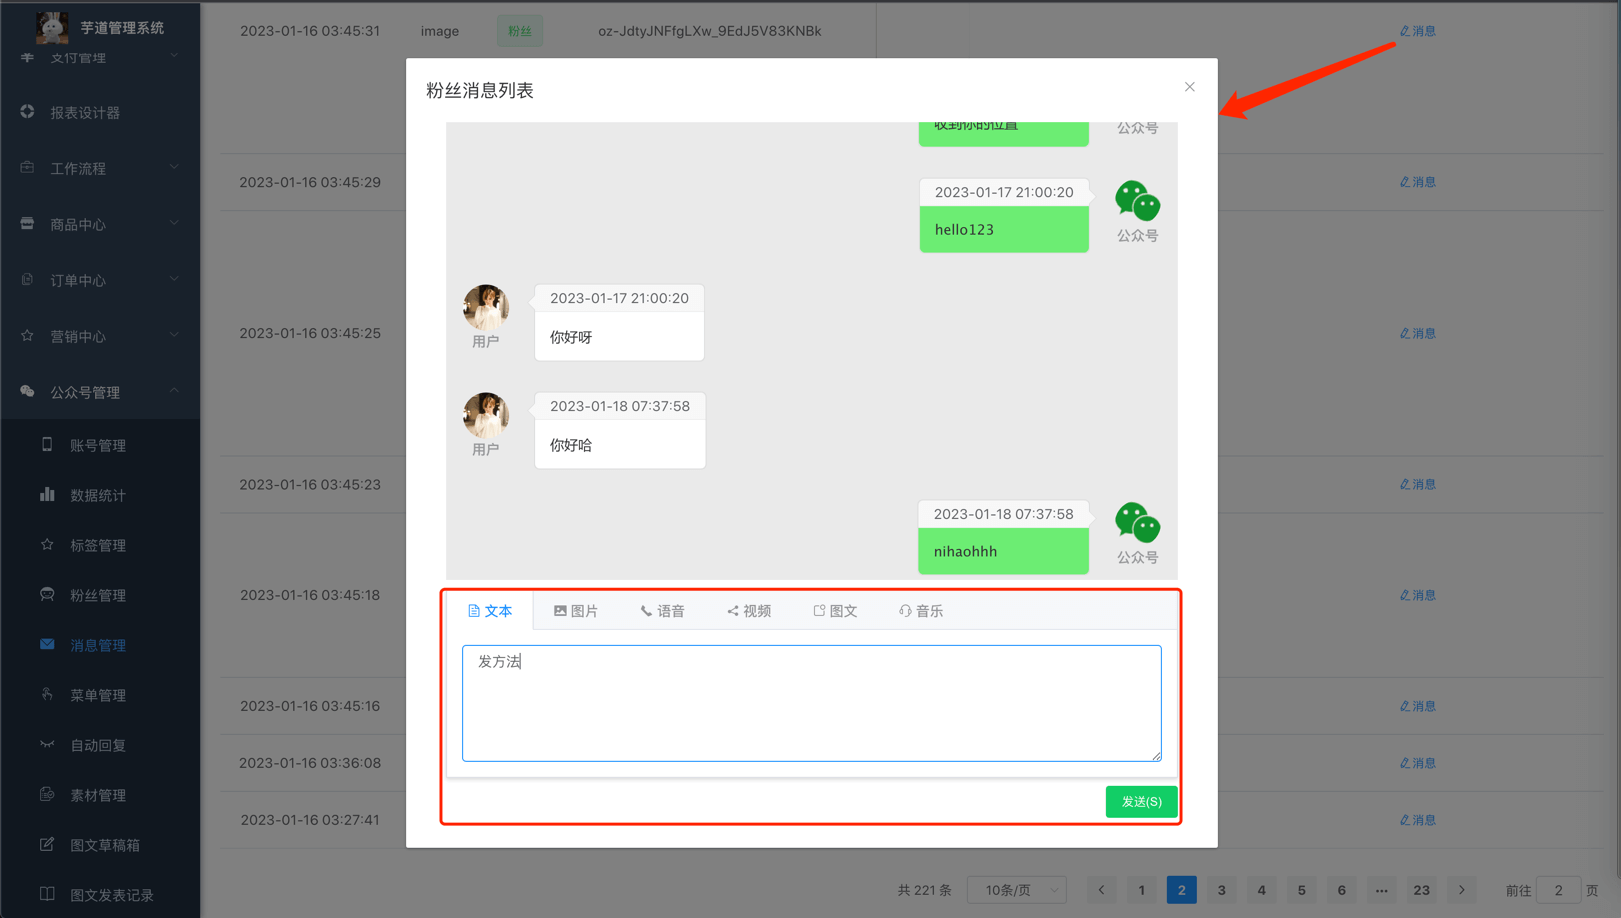 芋道管理系统
支付管理
报表设计器
工作流程
商品中心
订单中心
营销中心
公众号管理
账号管理
数据统计
标签管理
粉丝管理
消息管理
菜单管理
自动回复
素材管理
图文草稿箱
图文发表记录
2023-01-16 03:45:31 image 粉丝 oz-JdtyJNFfgLXw_9EdJ5V83KNBk 消息
2023-01-16 03:45:29 消息
2023-01-16 03:45:25 消息
2023-01-16 03:45:23 消息
2023-01-16 03:45:18 消息
2023-01-16 03:45:16 消息
2023-01-16 03:36:08 消息
2023-01-16 03:27:41 消息
粉丝消息列表
收到你的位置
公众号
2023-01-17 21:00:20
hello123
公众号
2023-01-17 21:00:20
你好呀
用户
2023-01-18 07:37:58
你好哈
用户
2023-01-18 07:37:58
nihaohhh
公众号
文本 图片 语音 视频 图文 音乐
发方法
发送(S)
共 221 条 10条/页 1 2 3 4 5 6 ··· 23 前往 2 页